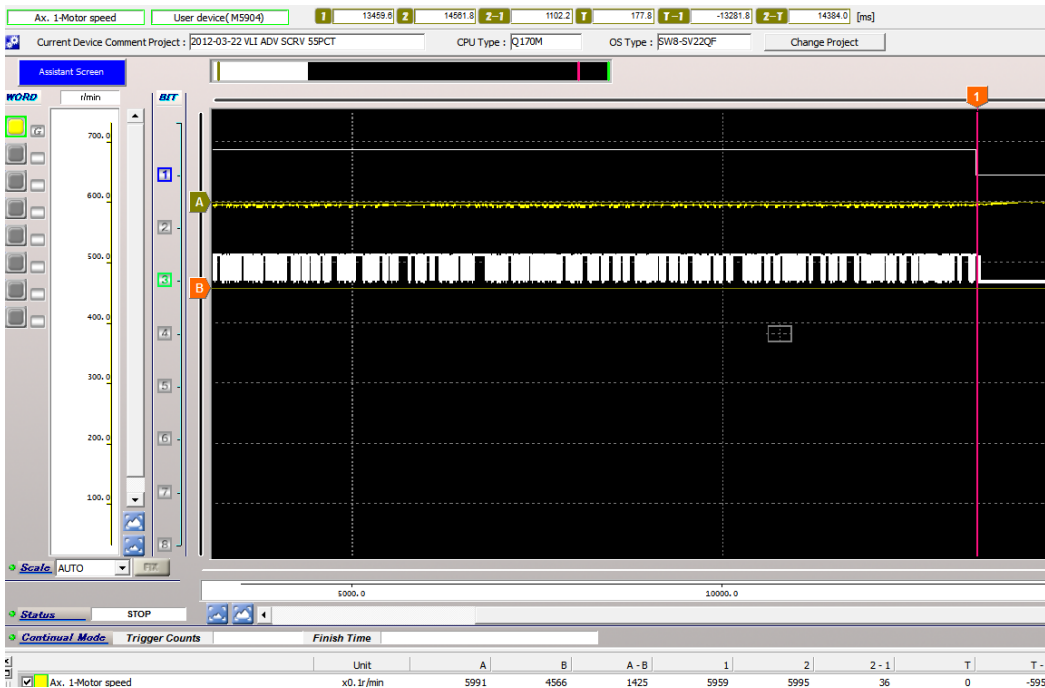 Ax. 1-Motor speed User device( M5904) 1 13459.6 2 14561.8 2-1 1102.2 T 177.8 T-1 -13281.8 2-T 14384.0 [ms]
Current Device Comment Project : 2012-03-22 VLI ADV SCRV 55PCT CPU Type : Q170M OS Type : SW8-SV22QF Change Project
Assistant Screen
WORD r/min BIT
1
G
700.0
1
600.0
A
2
500.0
3
B
400.0
4
300.0
5
200.0
6
100.0
7
8
Scale AUTO FIX
5000.0 10000.0
Status STOP
Continual Mode Trigger Counts Finish Time
Unit A B A - B 1 2 2 - 1 T T -
Ax. 1-Motor speed x0.1r/min 5991 4566 1425 5959 5995 36 0 -595